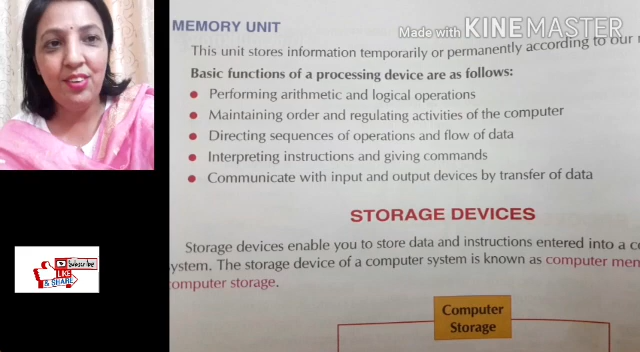 MEMORY UNIT
Made with KINEMASTER
This unit stores information temporarily or permanently according to our
Basic functions of a processing device are as follows:
● Performing arithmetic and logical operations
● Maintaining order and regulating activities of the computer
● Directing sequences of operations and flow of data
● Interpreting instructions and giving commands
● Communicate with input and output devices by transfer of data
STORAGE DEVICES
Storage devices enable you to store data and instructions entered into a
ystem. The storage device of a computer system is known as computer mem
computer storage.
Computer
Storage
Subscribe
LIKE
& SHARE